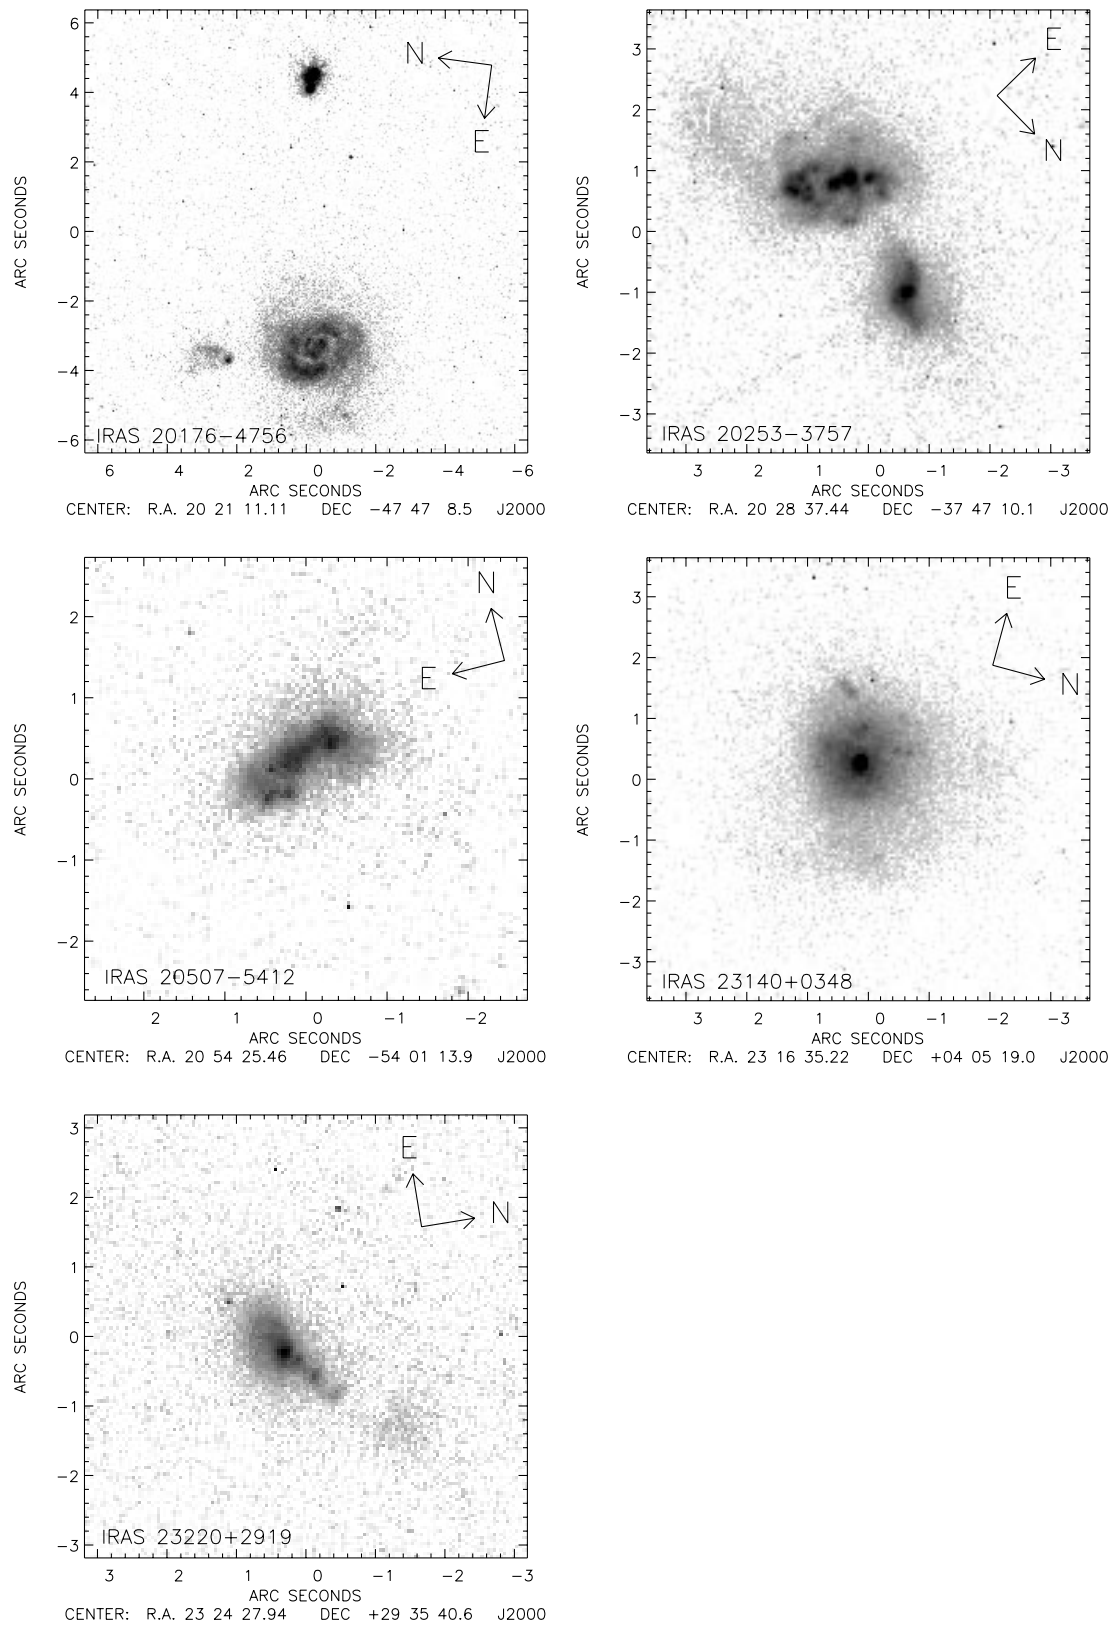 6
4
2
0
−2
−4
−6
ARC SECONDS
N
E
IRAS 20176−4756
6 4 2 0 −2 −4 −6
ARC SECONDS
CENTER: R.A. 20 21 11.11 DEC −47 47 8.5 J2000
3
2
1
0
−1
−2
−3
ARC SECONDS
E
N
IRAS 20253−3757
3 2 1 0 −1 −2 −3
ARC SECONDS
CENTER: R.A. 20 28 37.44 DEC −37 47 10.1 J2000
2
1
0
−1
−2
ARC SECONDS
N
E
IRAS 20507−5412
2 1 0 −1 −2
ARC SECONDS
CENTER: R.A. 20 54 25.46 DEC −54 01 13.9 J2000
3
2
1
0
−1
−2
−3
ARC SECONDS
E
N
IRAS 23140+0348
3 2 1 0 −1 −2 −3
ARC SECONDS
CENTER: R.A. 23 16 35.22 DEC +04 05 19.0 J2000
3
2
1
0
−1
−2
−3
ARC SECONDS
E
N
IRAS 23220+2919
3 2 1 0 −1 −2 −3
ARC SECONDS
CENTER: R.A. 23 24 27.94 DEC +29 35 40.6 J2000